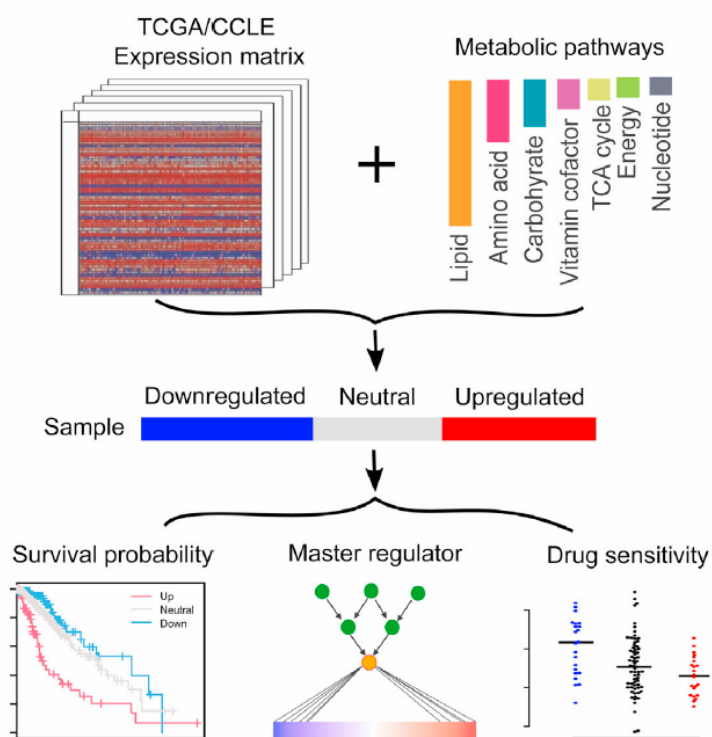 TCGA/CCLE
Expression matrix
Metabolic pathways
Lipid
Amino acid
Carbohyrate
Vitamin cofactor
TCA cycle
Energy
Nucleotide
Downregulated Neutral Upregulated
Sample
Survival probability
Up
Neutral
Down
Master regulator
Drug sensitivity